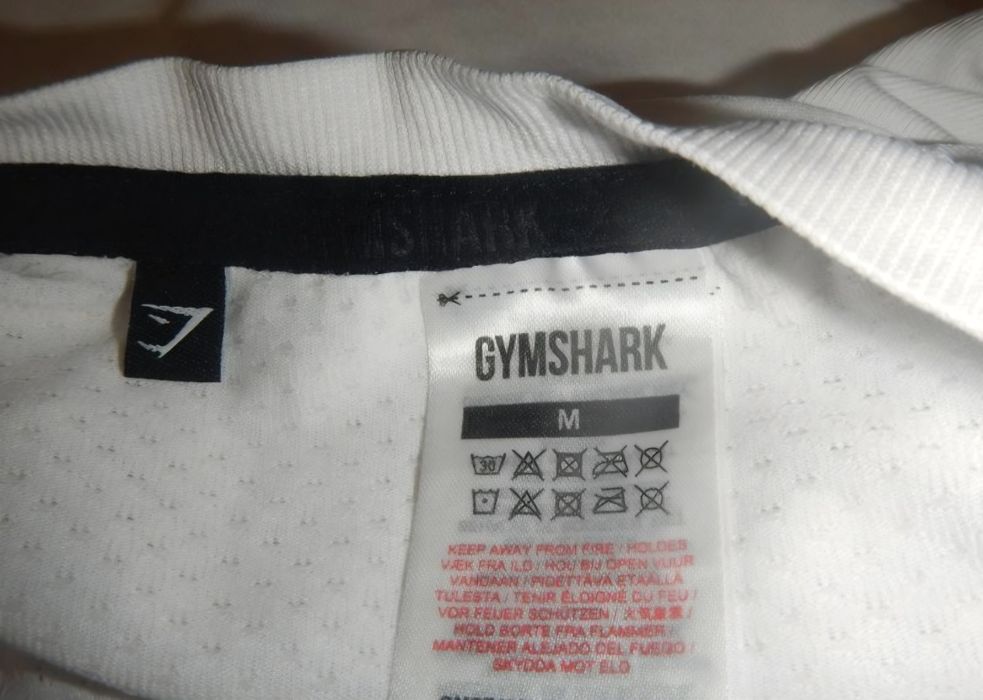 GYMSHARK
GYMSHARK
M
30
KEEP AWAY FROM FIRE / HOLDES
VÆK FRA ILD / HOU BIJ OPEN VUUR
VANDAAN / PIDETTÄVÄ ETÄÄLLÄ
TULESTA / TENIR ÉLOIGNÉ DU FEU /
VOR FEUER SCHÜTZEN /
HOLD BORTE FRA FLAMMER
MANTENER ALEJADO DEL FUEGO /
SKYDDA MOT ELD